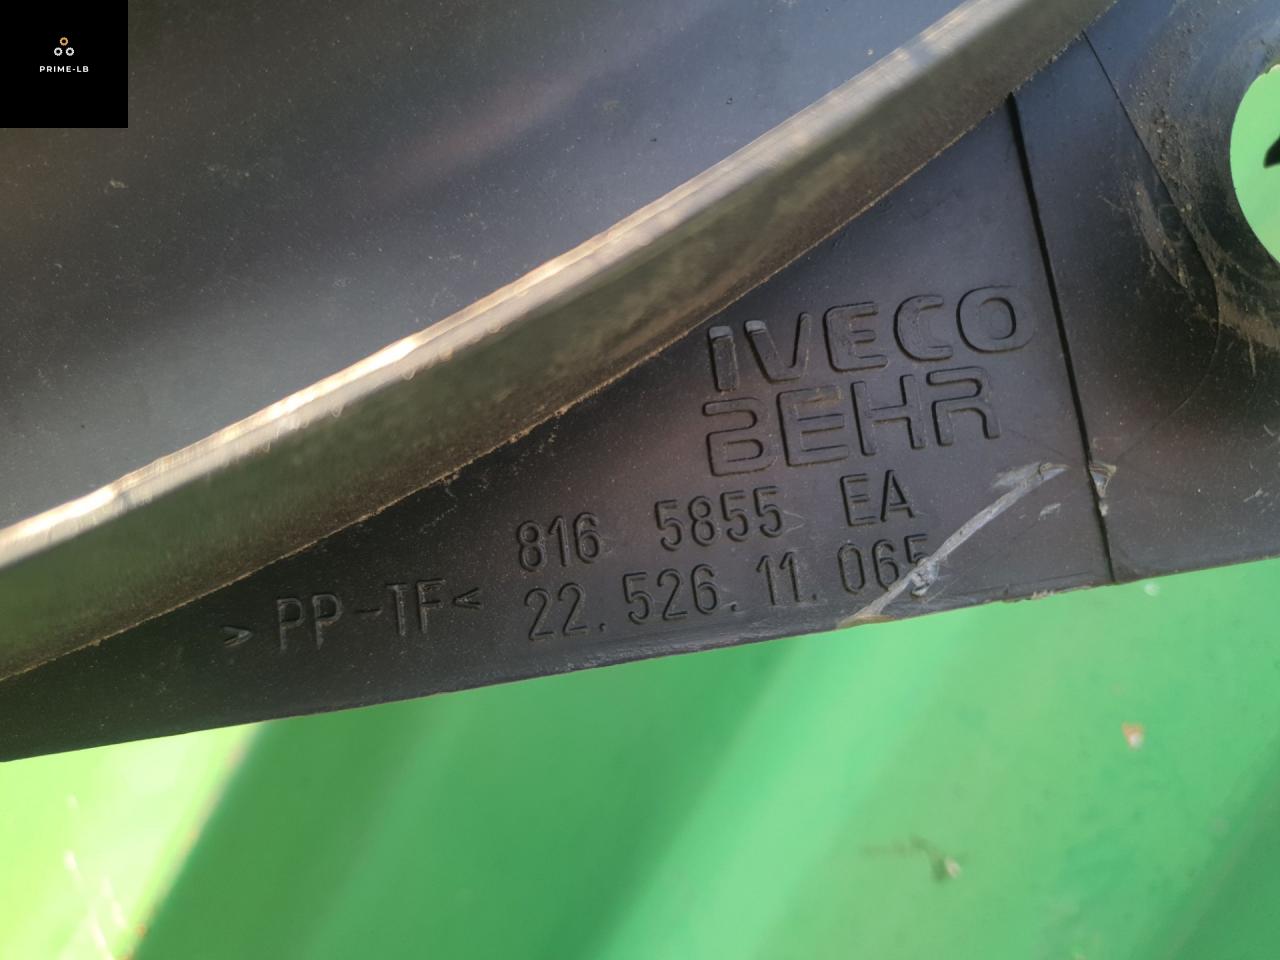 PRIME-LB
IVECO
BEHR
816 5855 EA
>PP-TF< 22.526.11.065